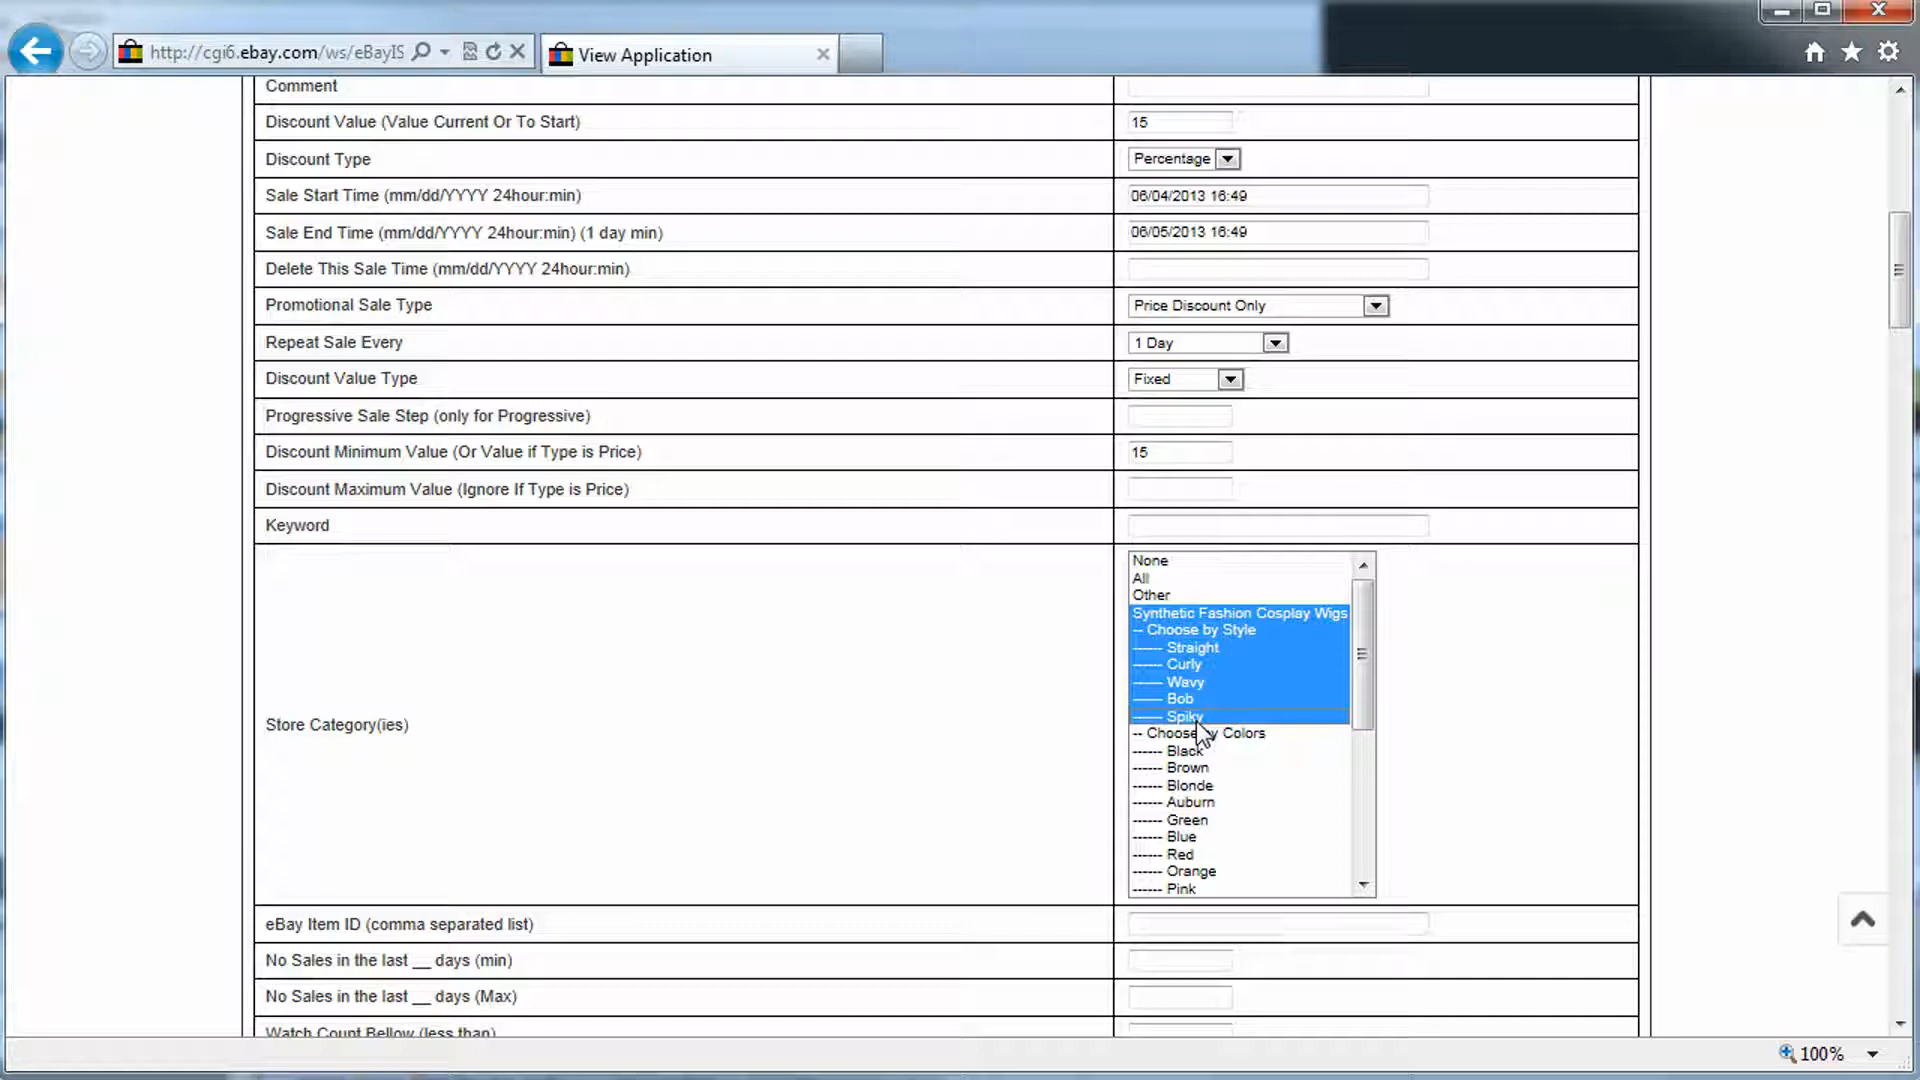 http://cgi6.ebay.com/ws/eBayIS
View Application
Comment
Discount Value (Value Current Or To Start) 15
Discount Type Percentage
Sale Start Time (mm/dd/YYYY 24hour:min) 06/04/2013 16:49
Sale End Time (mm/dd/YYYY 24hour:min) (1 day min) 06/05/2013 16:49
Delete This Sale Time (mm/dd/YYYY 24hour:min)
Promotional Sale Type Price Discount Only
Repeat Sale Every 1 Day
Discount Value Type Fixed
Progressive Sale Step (only for Progressive)
Discount Minimum Value (Or Value if Type is Price) 15
Discount Maximum Value (Ignore If Type is Price)
Keyword
Store Category(ies)
None
All
Other
Synthetic Fashion Cosplay Wigs
-- Choose by Style
------ Straight
------ Curly
------ Wavy
------ Bob
------ Spiky
-- Choose by Colors
------ Black
------ Brown
------ Blonde
------ Auburn
------ Green
------ Blue
------ Red
------ Orange
------ Pink
eBay Item ID (comma separated list)
No Sales in the last __ days (min)
No Sales in the last __ days (Max)
Watch Count Bellow (less than)
100%